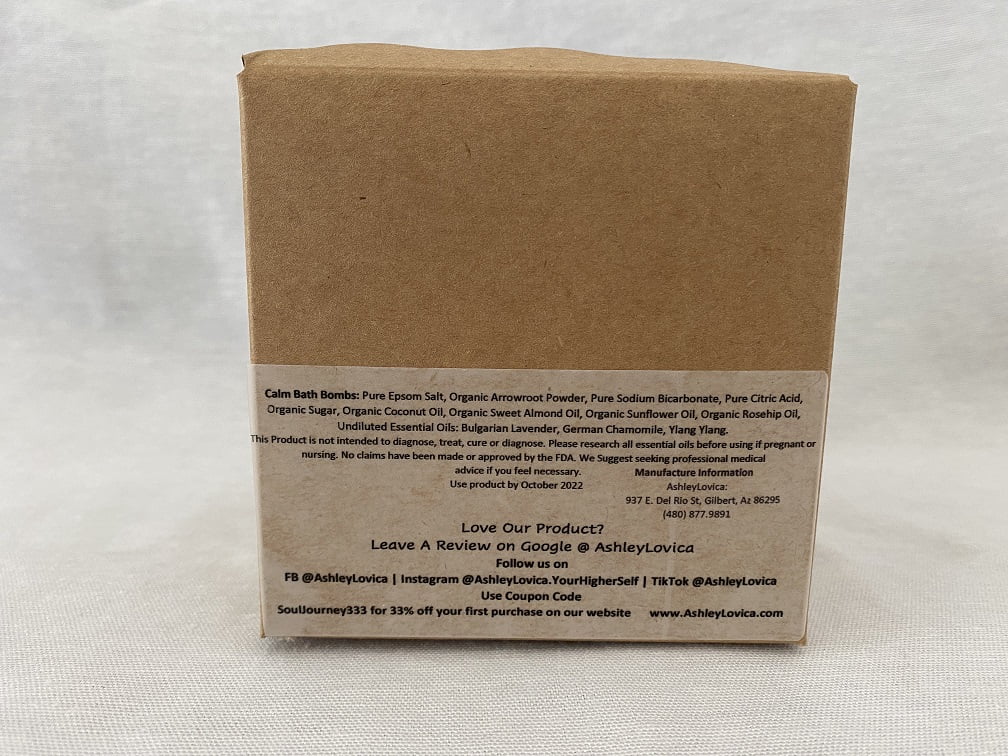 Calm Bath Bombs: Pure Epsom Salt, Organic Arrowroot Powder, Pure Sodium Bicarbonate, Pure Citric Acid,
Organic Sugar, Organic Coconut Oil, Organic Sweet Almond Oil, Organic Sunflower Oil, Organic Rosehip Oil,
Undiluted Essential Oils: Bulgarian Lavender, German Chamomile, Ylang Ylang.
This Product is not intended to diagnose, treat, cure or diagnose. Please research all essential oils before using if pregnant or
nursing. No claims have been made or approved by the FDA. We Suggest seeking professional medical
advice if you feel necessary.
Use product by October 2022
Manufacture Information
AshleyLovica:
937 E. Del Rio St, Gilbert, Az 86295
(480) 877.9891
Love Our Product?
Leave A Review on Google @ AshleyLovica
Follow us on
FB @AshleyLovica | Instagram @AshleyLovica.YourHigherSelf | TikTok @AshleyLovica
Use Coupon Code
SoulJourney333 for 33% off your first purchase on our website www.AshleyLovica.com